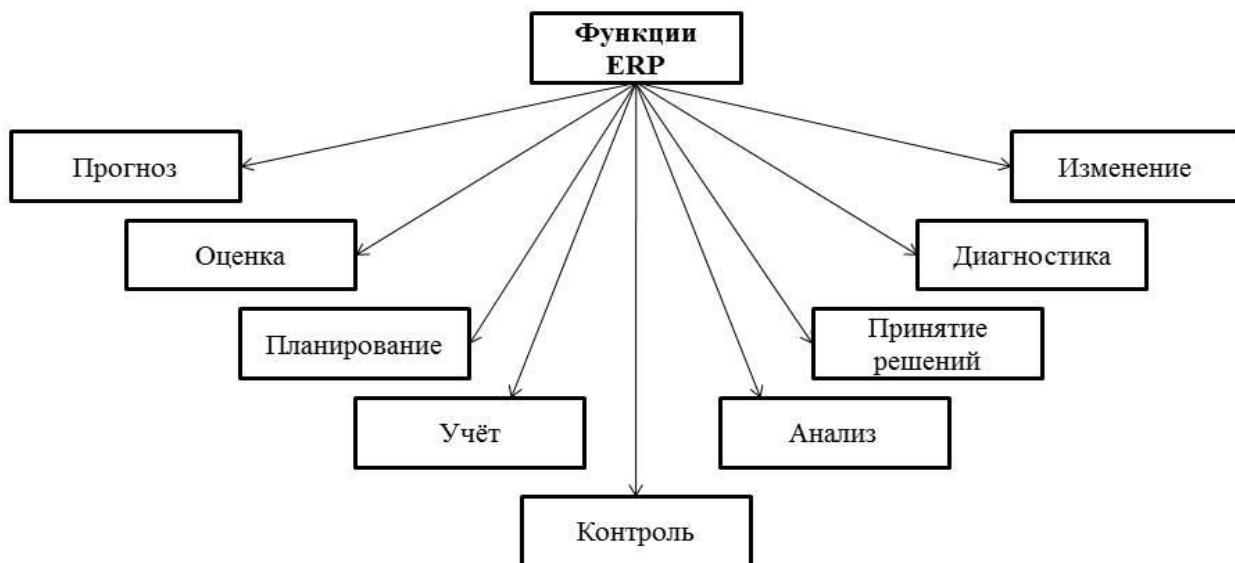 Функции
ERP
Прогноз
Изменение
Оценка
Диагностика
Планирование
Принятие
решений
Учёт
Анализ
Контроль